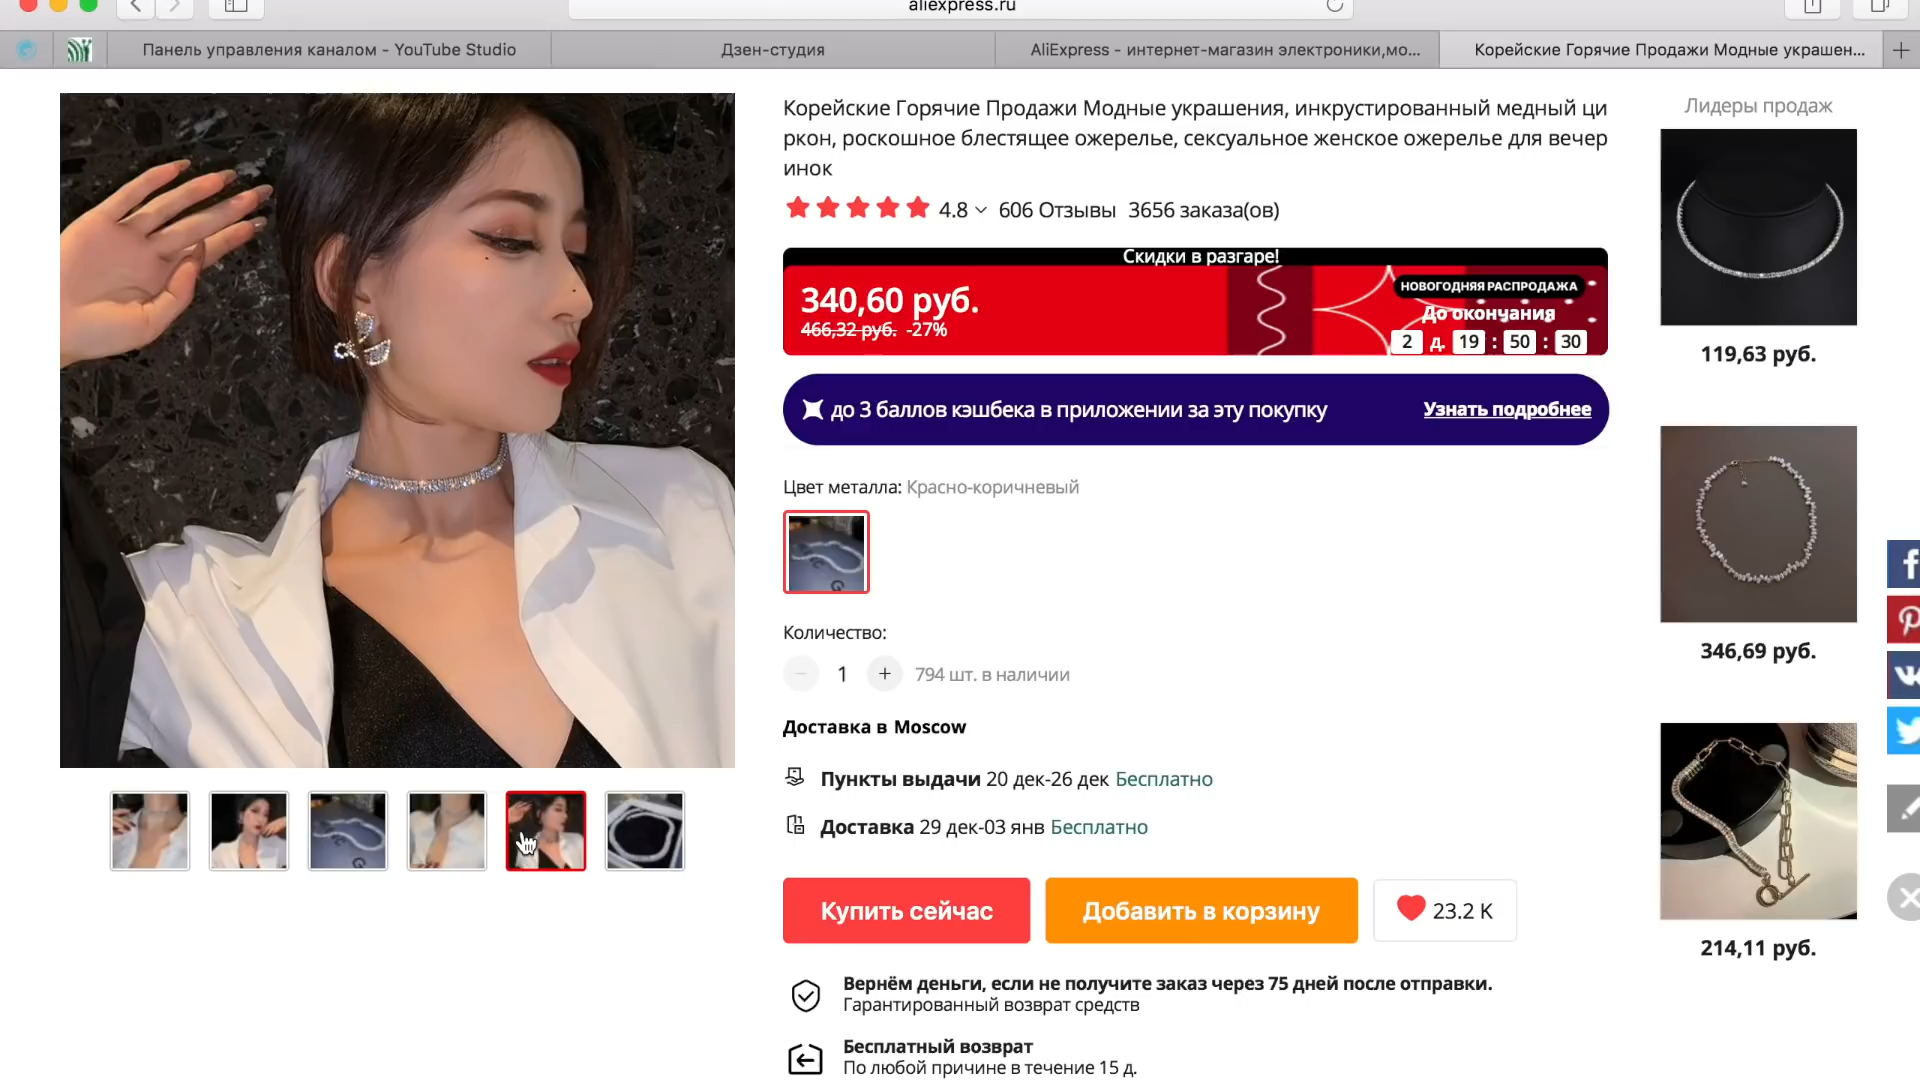 aliexpress.ru
Панель управления каналом - YouTube Studio
Дзен-студия
AliExpress - интернет-магазин электроники,мо...
Корейские Горячие Продажи Модные украшен...
Корейские Горячие Продажи Модные украшения, инкрустированный медный ци
ркон, роскошное блестящее ожерелье, сексуальное женское ожерелье для вечер
инок
4.8 606 Отзывы 3656 заказа(ов)
Скидки в разгаре!
340,60 руб.
466,32 руб. -27%
НОВОГОДНЯЯ РАСПРОДАЖА
До окончания
2 д. 19 : 50 : 30
до 3 баллов кэшбека в приложении за эту покупку
Узнать подробнее
Цвет металла: Красно-коричневый
Количество:
1 + 794 шт. в наличии
Доставка в Moscow
Пункты выдачи 20 дек-26 дек Бесплатно
Доставка 29 дек-03 янв Бесплатно
Купить сейчас
Добавить в корзину
23.2 K
Вернём деньги, если не получите заказ через 75 дней после отправки.
Гарантированный возврат средств
Бесплатный возврат
По любой причине в течение 15 д.
Лидеры продаж
119,63 руб.
346,69 руб.
214,11 руб.